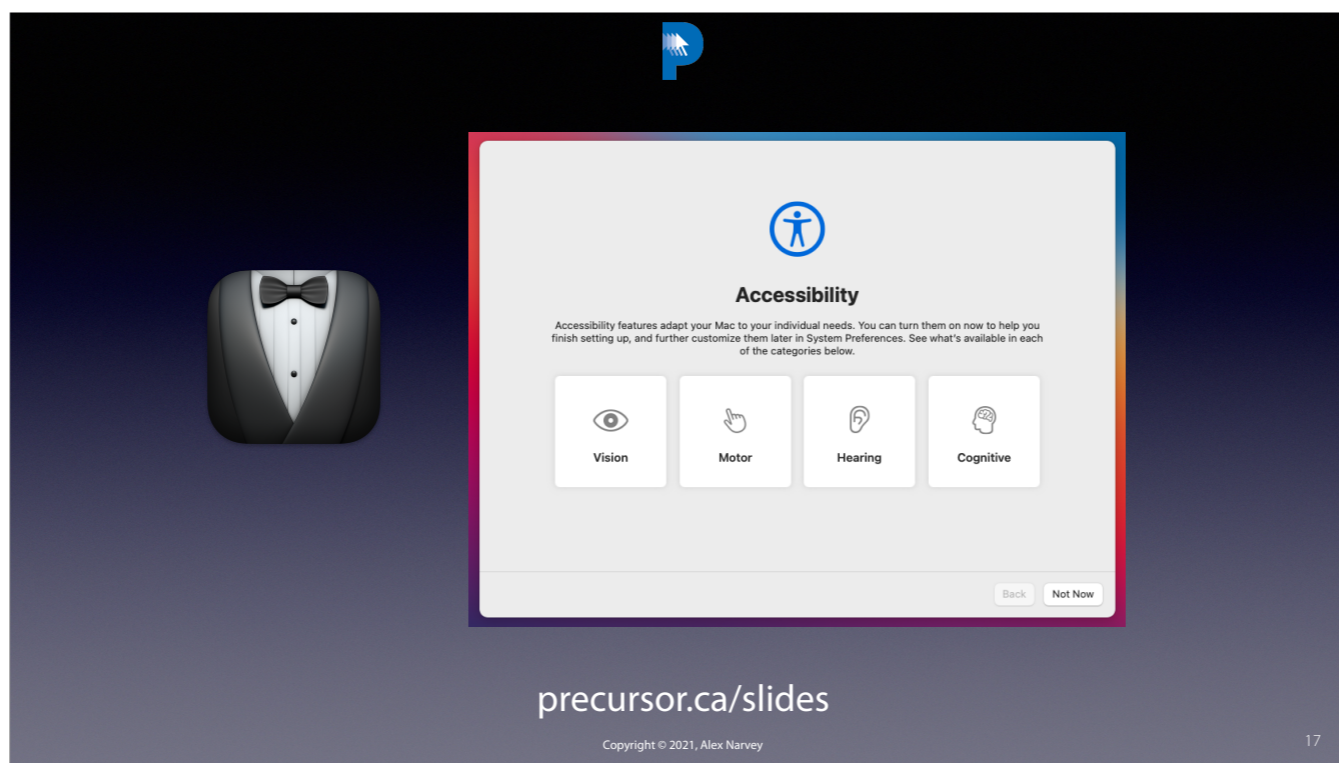 P
Accessibility
Accessibility features adapt your Mac to your individual needs. You can turn them on now to help you
finish setting up, and further customize them later in System Preferences. See what's available in each
of the categories below.
Vision
Motor
Hearing
Cognitive
Back
Not Now
precursor.ca/slides
Copyright © 2021, Alex Narvey
17